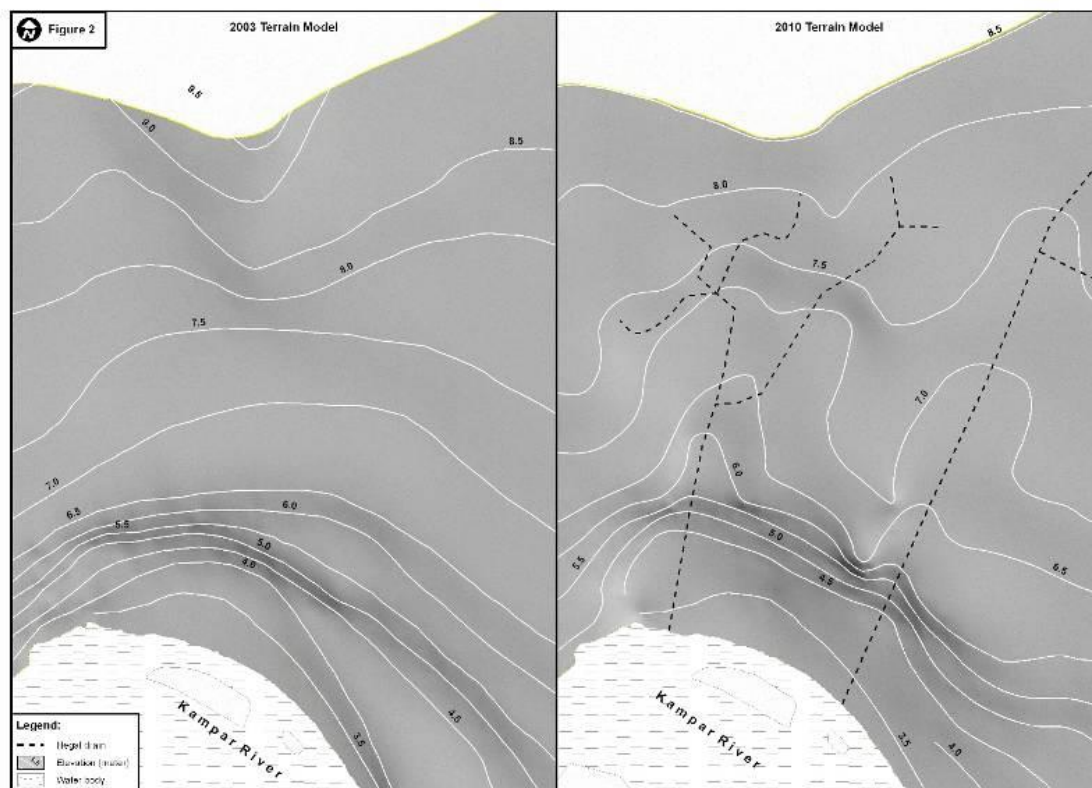 Figure 2
2003 Terrain Model
9.5
9.0
8.5
8.0
7.5
7.0
6.5
6.0
5.5
5.0
4.0
4.5
3.5
Kampar River
Legend:
Illegal drain
Elevation (meter)
Water body
2010 Terrain Model
8.5
8.0
7.5
7.0
6.0
5.0
5.5
6.5
4.5
Kampar River
3.5
4.0